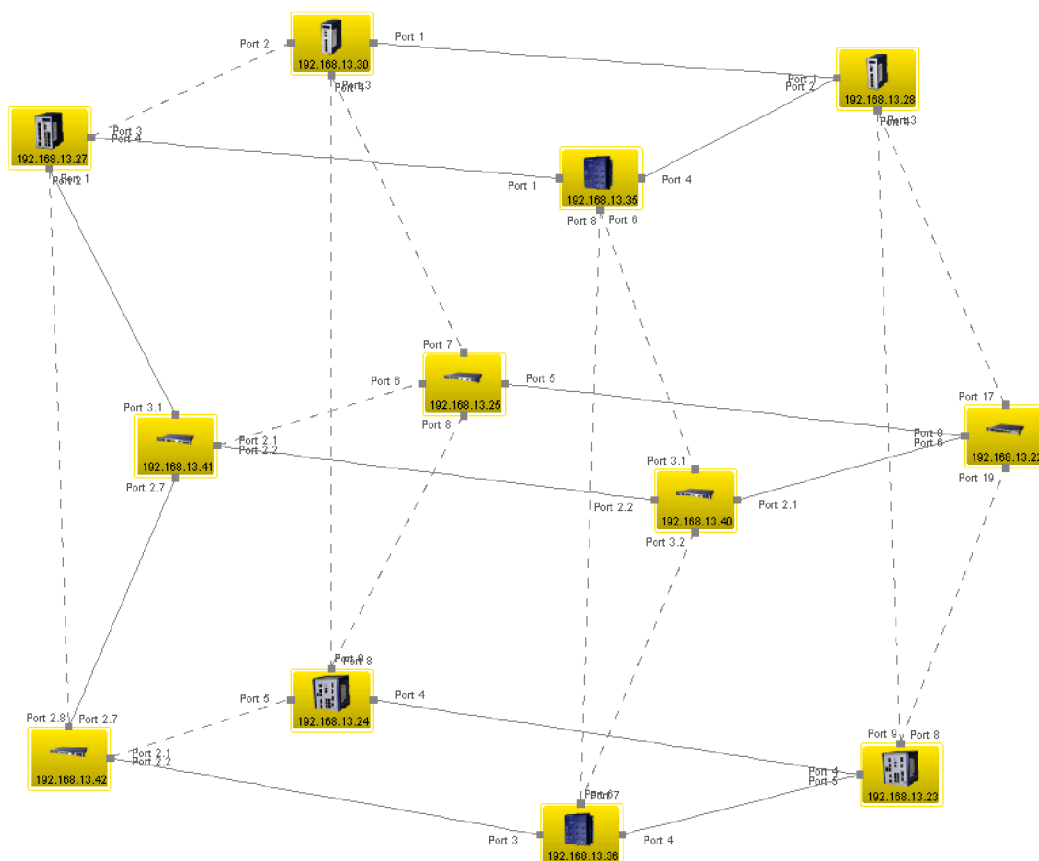 Port 2
Port 1
192.168.13.30
Port 3
Port 1
Port 2
192.168.13.28
Port 4
Port 3
Port 3
Port 4
192.168.13.27
Port 2
Port 1
Port 1
Port 4
192.168.13.35
Port 8
Port 6
Port 7
Port 6
Port 5
192.168.13.25
Port 8
Port 17
Port 6
192.168.13.22
Port 19
Port 3.1
Port 2.1
Port 2.2
192.168.13.41
Port 2.7
Port 3.1
Port 2.2
Port 2.1
192.168.13.40
Port 3.2
Port 8
Port 5
Port 4
192.168.13.24
Port 2.8
Port 2.7
Port 2.1
Port 2.2
192.168.13.42
Port 9
Port 8
Port 4
Port 5
192.168.13.23
Port 3
Port 4
192.168.13.36